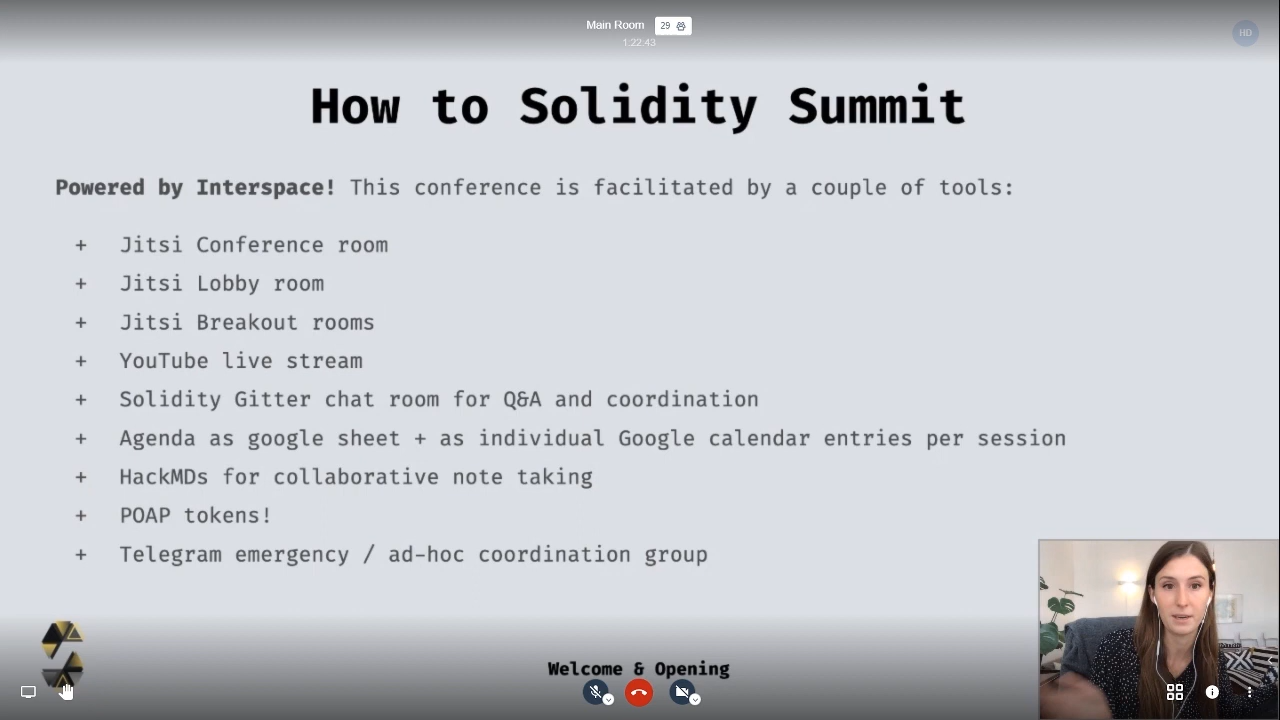 Main Room 29
1:22:43
HD
How to Solidity Summit
Powered by Interspace! This conference is facilitated by a couple of tools:
+ Jitsi Conference room
+ Jitsi Lobby room
+ Jitsi Breakout rooms
+ YouTube live stream
+ Solidity Gitter chat room for Q&A and coordination
+ Agenda as google sheet + as individual Google calendar entries per session
+ HackMDs for collaborative note taking
+ POAP tokens!
+ Telegram emergency / ad-hoc coordination group
Welcome & Opening